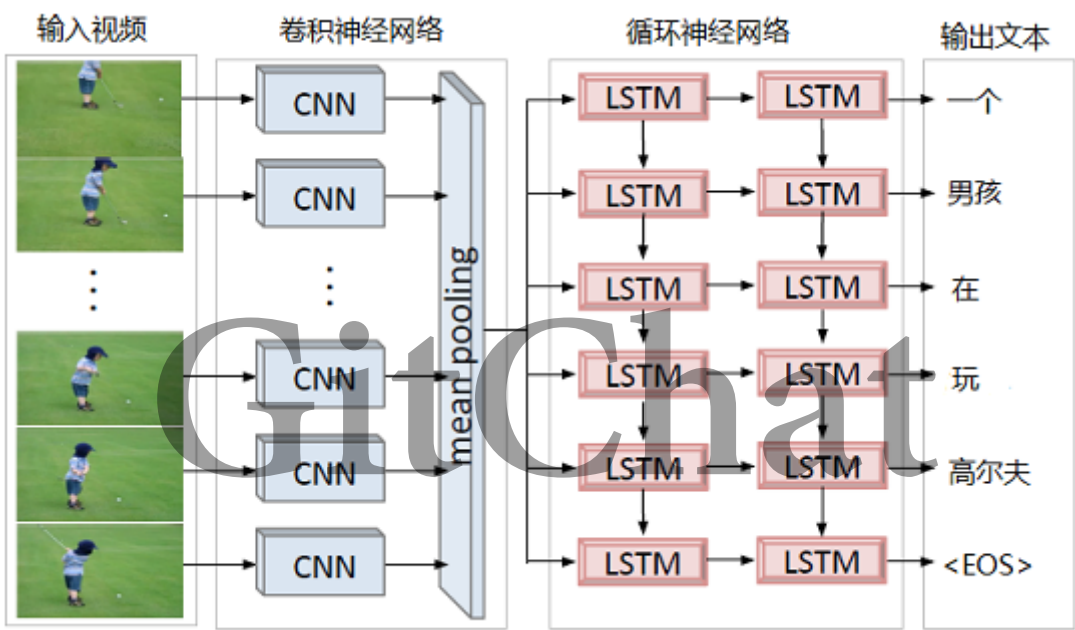 输入视频
卷积神经网络
循环神经网络
输出文本
CNN
CNN
CNN
CNN
CNN
mean pooling
LSTM LSTM 一个
LSTM LSTM 男孩
LSTM LSTM 在
LSTM LSTM 玩
LSTM LSTM 高尔夫
LSTM LSTM <EOS>
GitChat